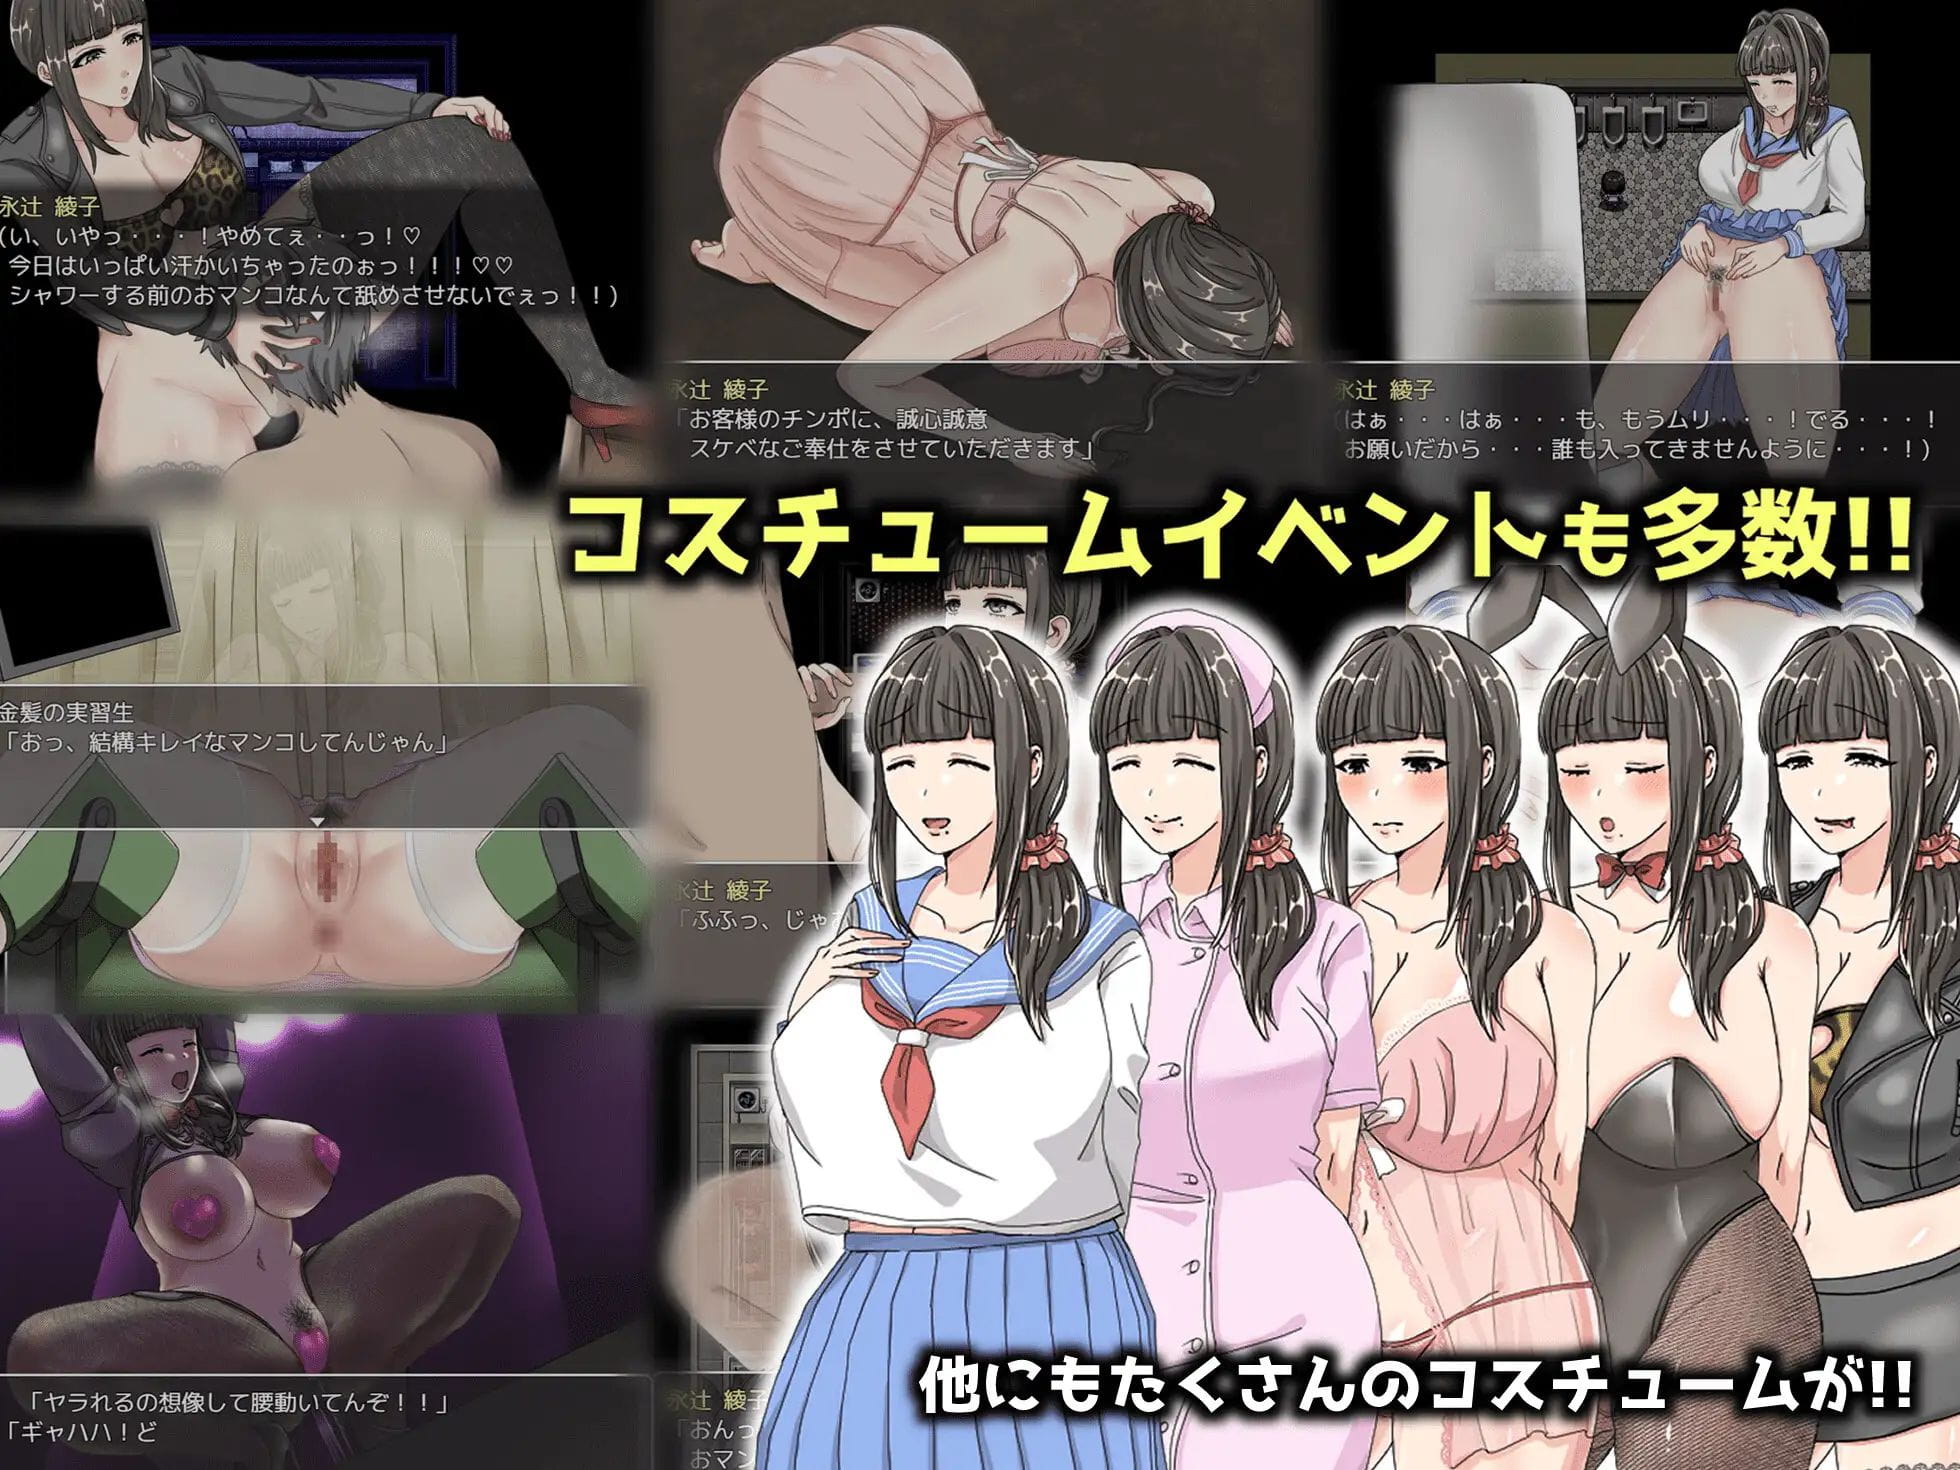 永辻 綾子
（い、いやっ・・・！やめてぇ・・っ！♡
今日はいっぱい汗かいちゃったのぉっ！！！♡♡
シャワーする前のおマンコなんて舐めさせないでぇっ！！）
永辻 綾子
「お客様のチンポに、誠心誠意
スケベなご奉仕をさせていただきます」
永辻 綾子
（はぁ・・・はぁ・・・も、もうムリ・・・！でる・・・！
お願いだから・・・誰も入ってきませんように・・・！）
コスチュームイベントも多数!!
金髪の実習生
「おっ、結構キレイなマンコしてんじゃん」
永辻 綾子
「ふふっ、じゃあ
「ヤラれるの想像して腰動いてんぞ！！」
「ギャハハ！ど
永辻 綾子
「おんっ
おマン
他にもたくさんのコスチュームが!!